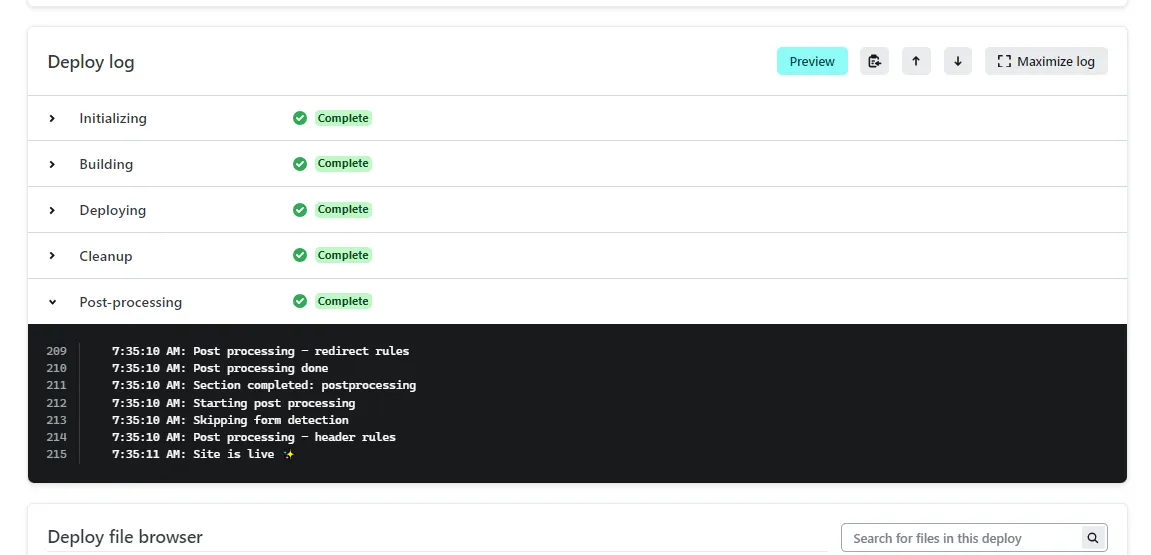 Deploy log
Preview
Maximize log
Initializing
Complete
Building
Complete
Deploying
Complete
Cleanup
Complete
Post-processing
Complete
209 7:35:10 AM: Post processing - redirect rules
210 7:35:10 AM: Post processing done
211 7:35:10 AM: Section completed: postprocessing
212 7:35:10 AM: Starting post processing
213 7:35:10 AM: Skipping form detection
214 7:35:10 AM: Post processing - header rules
215 7:35:11 AM: Site is live ✨
Deploy file browser
Search for files in this deploy